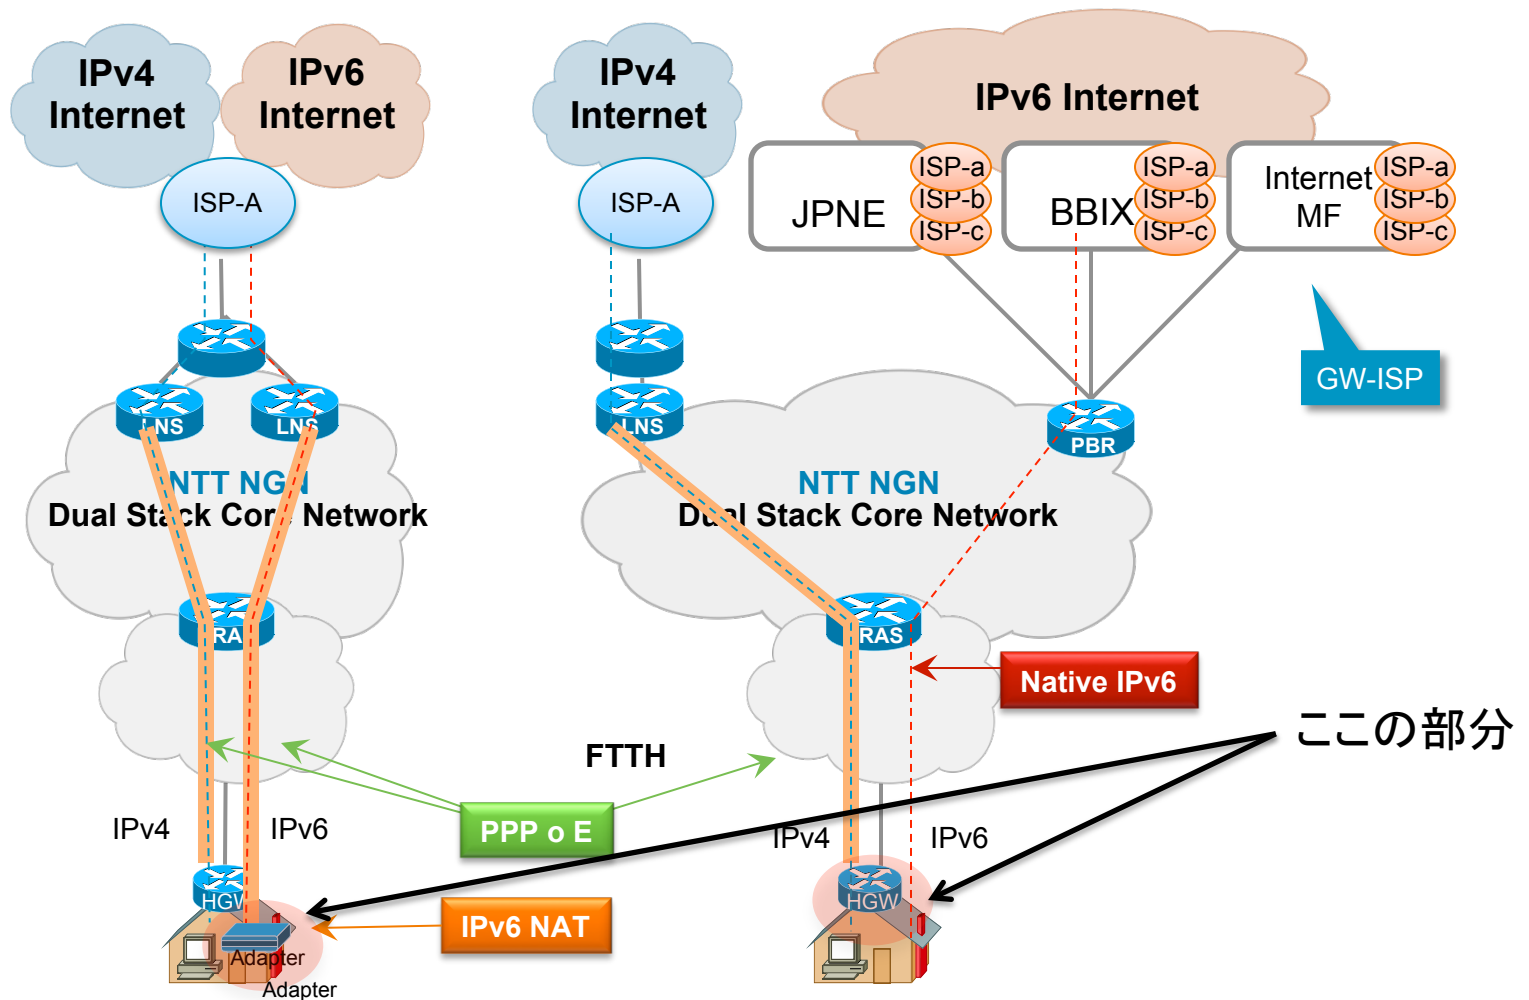 IPv4
Internet
IPv6
Internet
ISP-A
LNS
LNS
NTT NGN
Dual Stack Core Network
RAS
IPv4
IPv6
HGW
Adapter
Adapter
IPv4
Internet
IPv6 Internet
ISP-A
JPNE
ISP-a
ISP-b
ISP-c
BBIX
ISP-a
ISP-b
ISP-c
Internet
MF
ISP-a
ISP-b
ISP-c
GW-ISP
LNS
PBR
NTT NGN
Dual Stack Core Network
RAS
Native IPv6
ここの部分
FTTH
PPP o E
IPv4
IPv6
HGW
IPv6 NAT